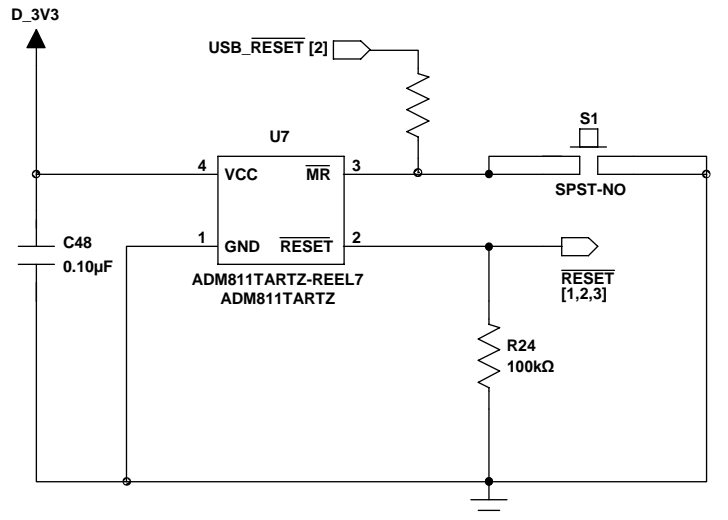 D_3V3
USB_RESET [2]
U7
S1
4 VCC MR 3
SPST-NO
1 GND RESET 2
C48
0.10µF
ADM811TARTZ-REEL7
ADM811TARTZ
RESET
[1,2,3]
R24
100kΩ